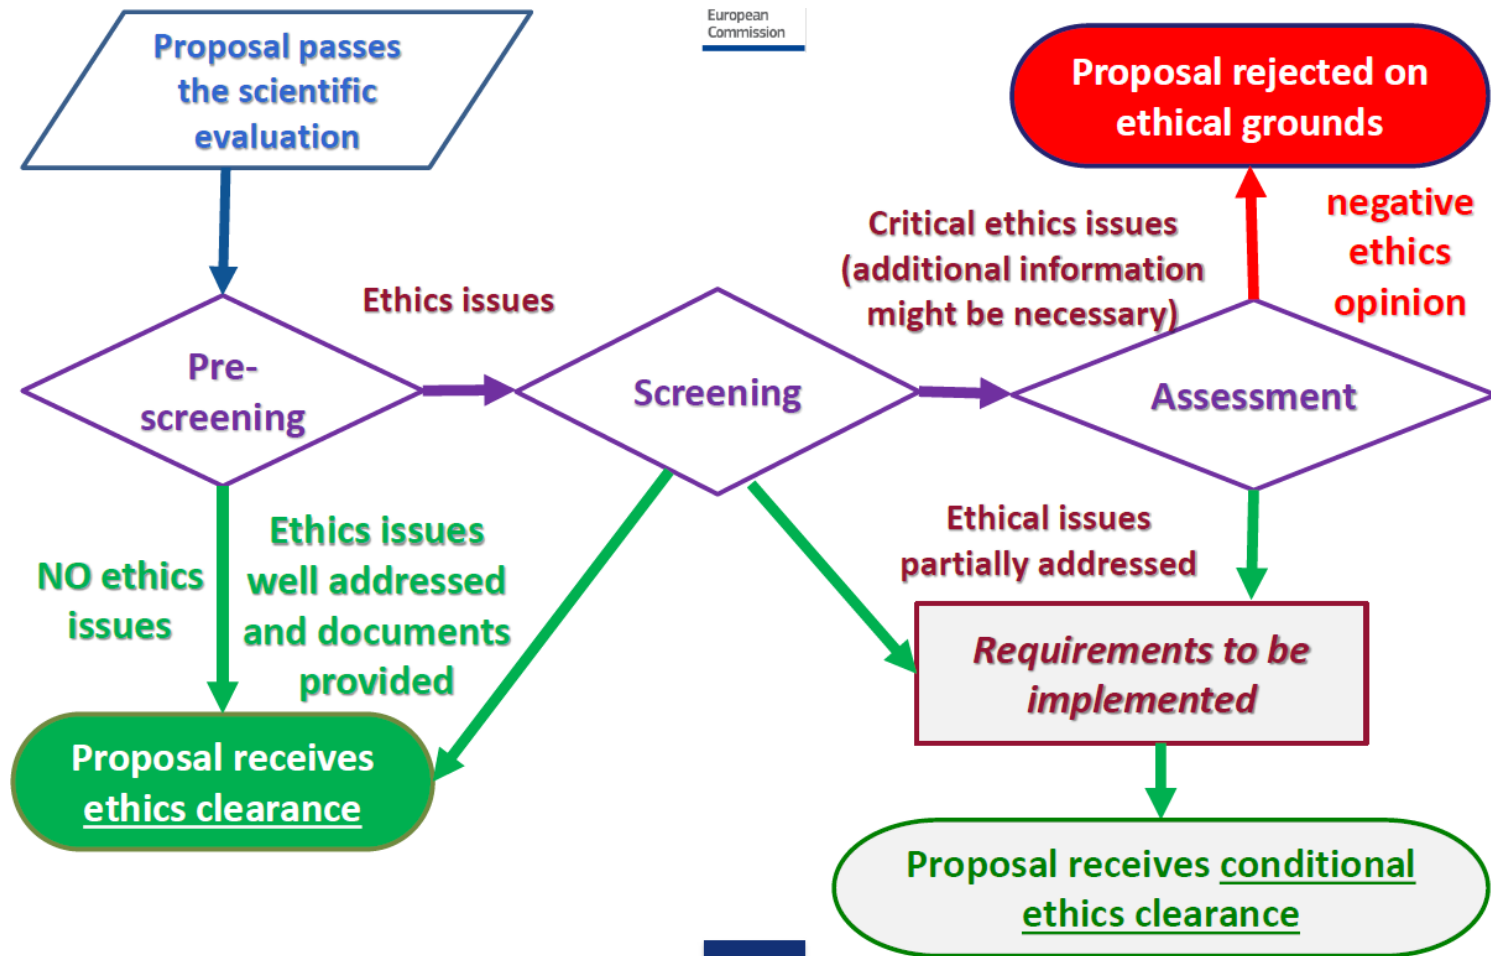 European
Commission
Proposal passes
the scientific
evaluation
Proposal rejected on
ethical grounds
negative
ethics
opinion
Critical ethics issues
(additional information
might be necessary)
Ethics issues
Pre-
screening
Screening
Assessment
NO ethics
issues
Ethics issues
well addressed
and documents
provided
Ethical issues
partially addressed
Requirements to be
implemented
Proposal receives
ethics clearance
Proposal receives conditional
ethics clearance